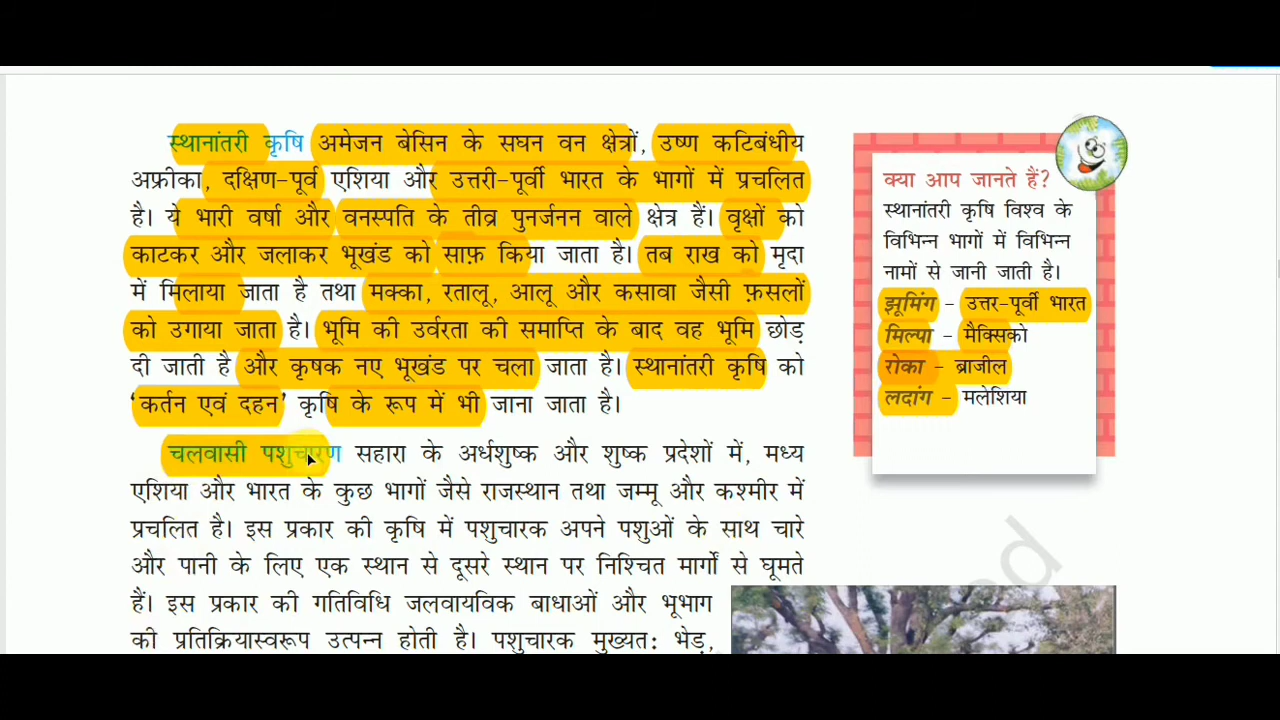 स्थानांतरी कृषि अमेजन बेसिन के सघन वन क्षेत्रों, उष्ण कटिबंधीय
अफ्रीका, दक्षिण-पूर्व एशिया और उत्तरी-पूर्वी भारत के भागों में प्रचलित
है। ये भारी वर्षा और वनस्पति के तीव्र पुनर्जनन वाले क्षेत्र हैं। वृक्षों को
काटकर और जलाकर भूखंड को साफ़ किया जाता है। तब राख को मृदा
में मिलाया जाता है तथा मक्का, रतालू, आलू और कसावा जैसी फ़सलों
को उगाया जाता है। भूमि की उर्वरता की समाप्ति के बाद वह भूमि छोड़
दी जाती है और कृषक नए भूखंड पर चला जाता है। स्थानांतरी कृषि को
‘कर्तन एवं दहन’ कृषि के रूप में भी जाना जाता है।
चलवासी पशुचारण सहारा के अर्धशुष्क और शुष्क प्रदेशों में, मध्य
एशिया और भारत के कुछ भागों जैसे राजस्थान तथा जम्मू और कश्मीर में
प्रचलित है। इस प्रकार की कृषि में पशुचारक अपने पशुओं के साथ चारे
और पानी के लिए एक स्थान से दूसरे स्थान पर निश्चित मार्गों से घूमते
हैं। इस प्रकार की गतिविधि जलवायविक बाधाओं और भूभाग
की प्रतिक्रियास्वरूप उत्पन्न होती है। पशुचारक मुख्यत: भेड़,
क्या आप जानते हैं?
स्थानांतरी कृषि विश्व के
विभिन्न भागों में विभिन्न
नामों से जानी जाती है।
झूमिंग - उत्तर-पूर्वी भारत
मिल्पा - मैक्सिको
रोका - ब्राजील
लदांग - मलेशिया